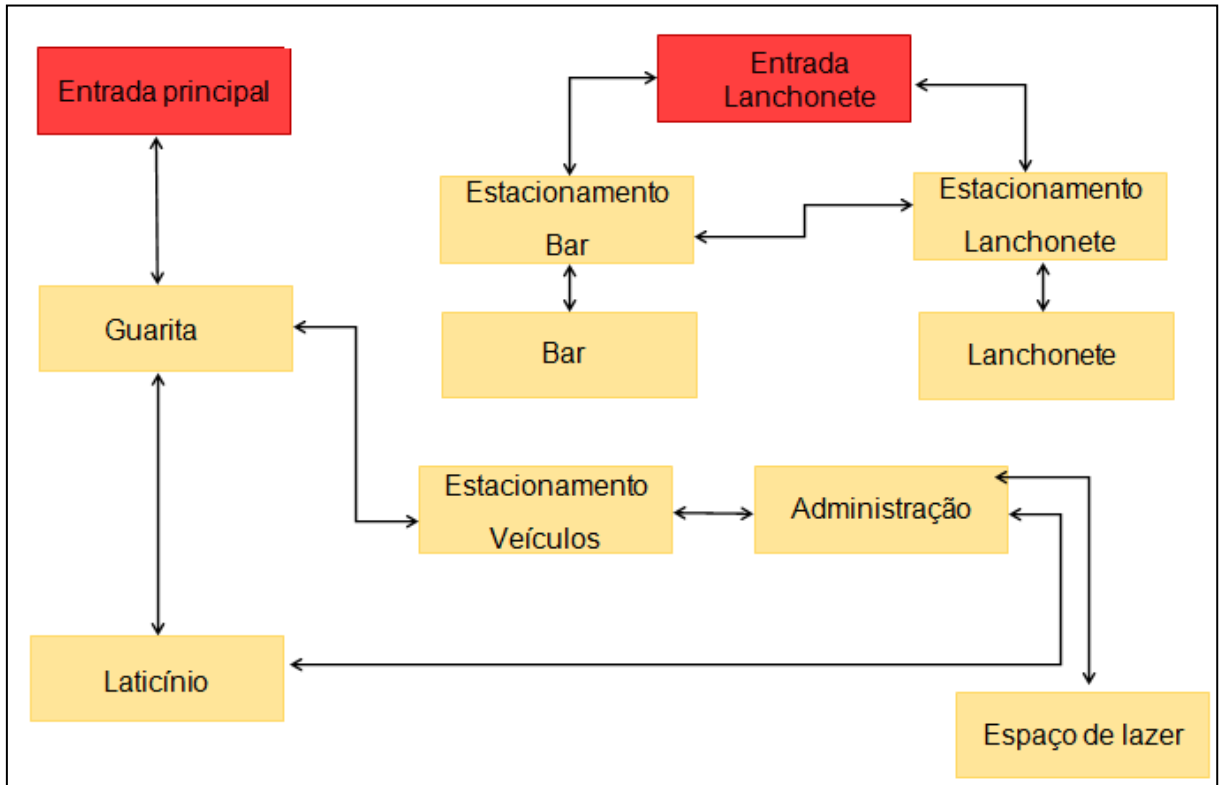 Entrada principal
Entrada
Lanchonete
Estacionamento
Bar
Estacionamento
Lanchonete
Guarita
Bar
Lanchonete
Estacionamento
Veículos
Administração
Laticínio
Espaço de lazer